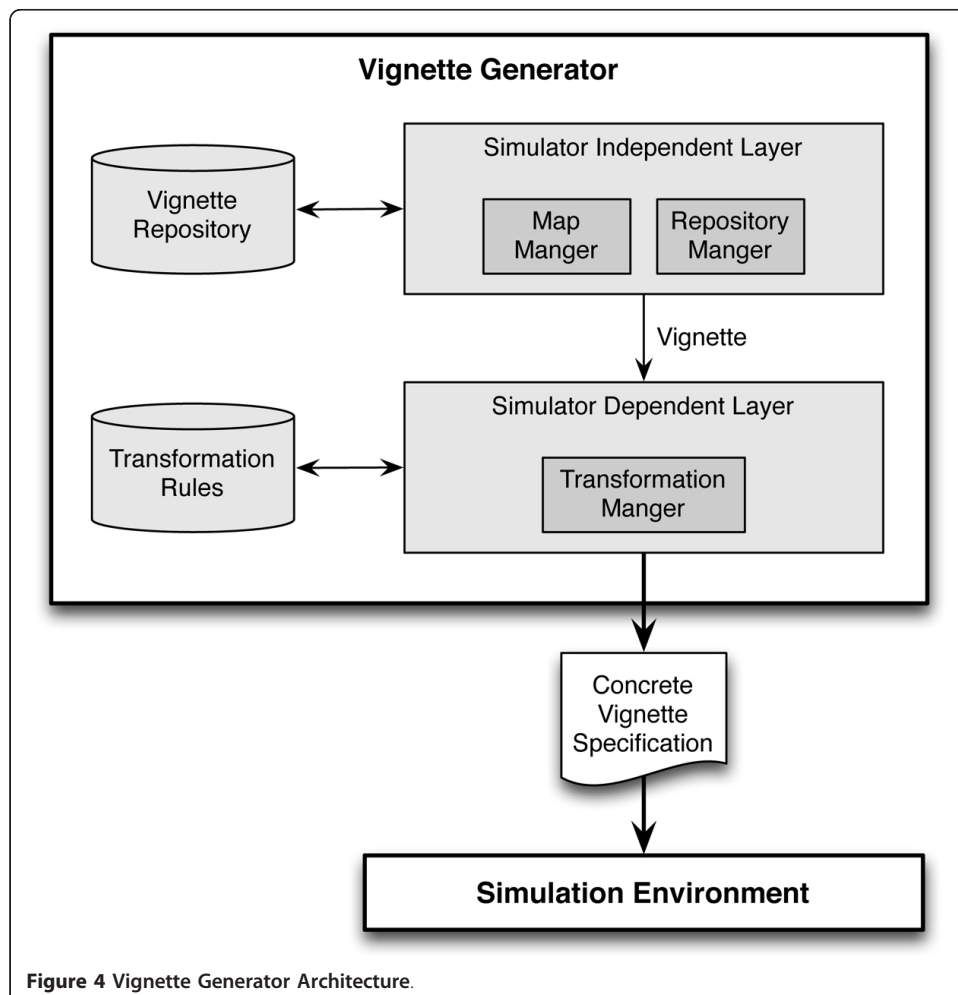 Vignette Generator
Vignette
Repository
Simulator Independent Layer
Map
Manger
Repository
Manger
Vignette
Transformation
Rules
Simulator Dependent Layer
Transformation
Manger
Concrete
Vignette
Specification
Simulation Environment
Figure 4 Vignette Generator Architecture.